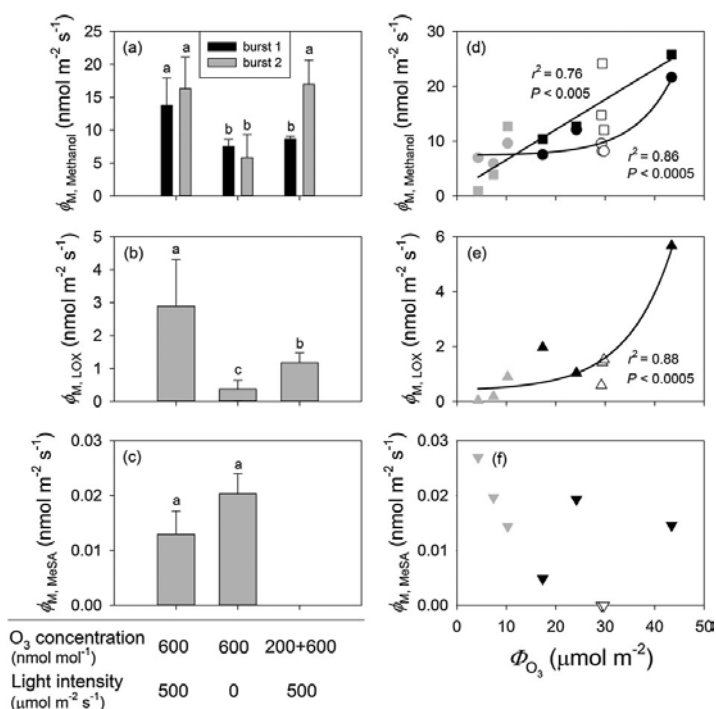 (a)
burst 1
burst 2
a
a
b
b
b
a
25
20
15
10
5
0
ϕM, Methanol (nmol m⁻² s⁻¹)
(d)
r² = 0.76
P < 0.005
r² = 0.86
P < 0.0005
30
20
10
0
ϕM, Methanol (nmol m⁻² s⁻¹)
(b)
a
c
b
5
4
3
2
1
0
ϕM, LOX (nmol m⁻² s⁻¹)
(e)
r² = 0.88
P < 0.0005
6
4
2
0
ϕM, LOX (nmol m⁻² s⁻¹)
(c)
a
a
0.03
0.02
0.01
0.00
ϕM, MeSA (nmol m⁻² s⁻¹)
(f)
0.03
0.02
0.01
0.00
ϕM, MeSA (nmol m⁻² s⁻¹)
0 10 20 30 40
ΦO₃ (μmol m⁻²)
O₃ concentration 600 600 200+600
(nmol mol⁻¹)
Light intensity 500 0 500
(μmol m⁻² s⁻¹)